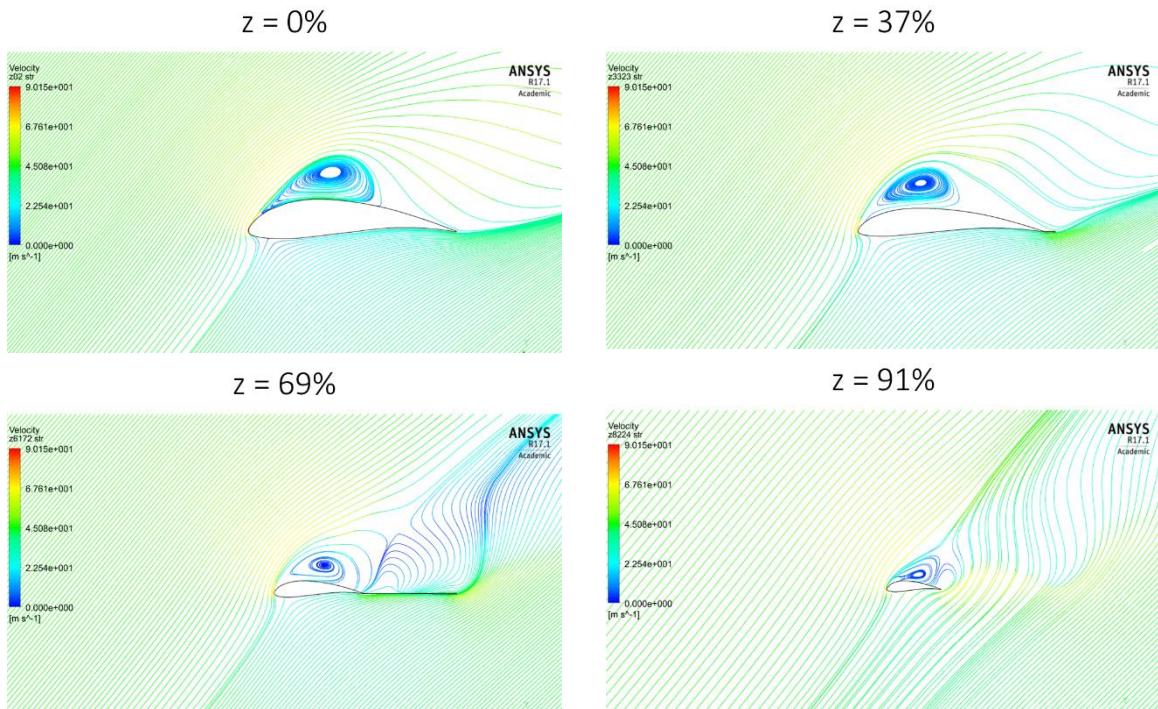 z = 0%
Velocity
z02 str
9.015e+001
6.761e+001
4.508e+001
2.254e+001
0.000e+000
[m s^-1]
ANSYS
R17.1
Academic
z = 37%
Velocity
z3323 str
9.015e+001
6.761e+001
4.508e+001
2.254e+001
0.000e+000
[m s^-1]
ANSYS
R17.1
Academic
z = 69%
Velocity
z6172 str
9.015e+001
6.761e+001
4.508e+001
2.254e+001
0.000e+000
[m s^-1]
ANSYS
R17.1
Academic
z = 91%
Velocity
z8224 str
9.015e+001
6.761e+001
4.508e+001
2.254e+001
0.000e+000
[m s^-1]
ANSYS
R17.1
Academic